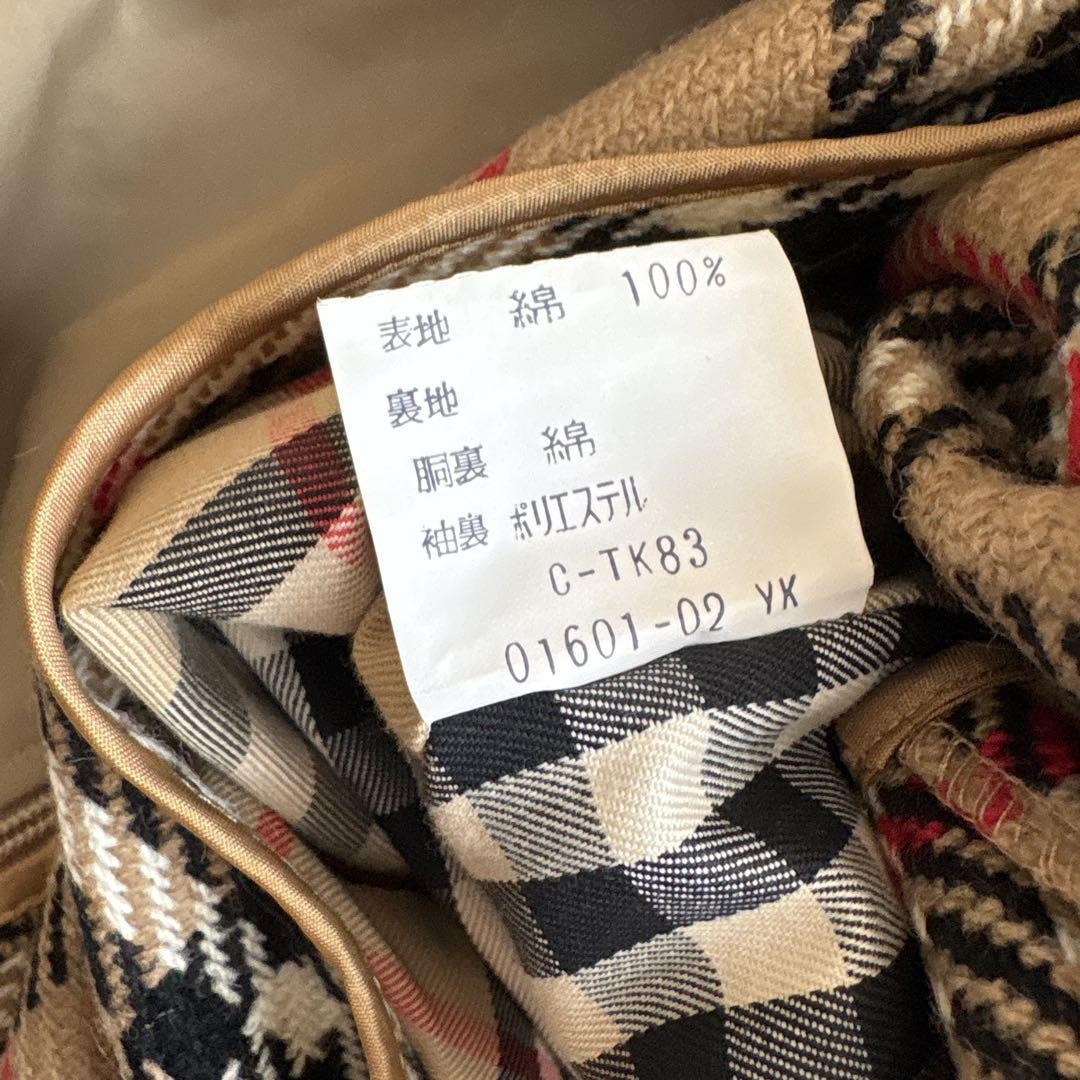 表地 綿 100%
裏地
胴裏 綿
袖裏 ポリエステル
C-TK83
01601-02 YK